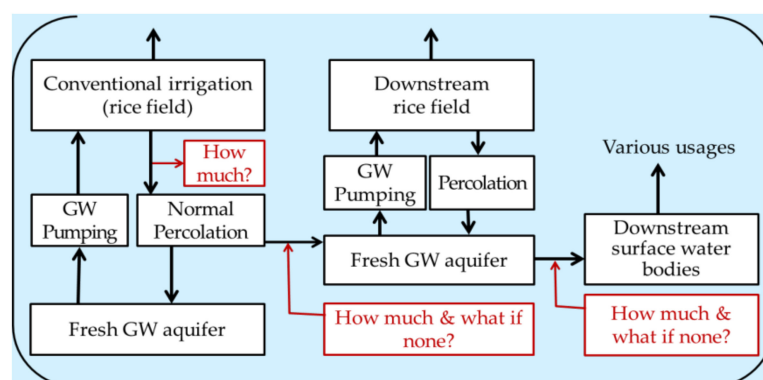 Conventional irrigation
(rice field)
How
much?
GW
Pumping
Normal
Percolation
Fresh GW aquifer
Downstream
rice field
GW
Pumping
Percolation
Fresh GW aquifer
How much & what if
none?
Various usages
Downstream
surface water
bodies
How much &
what if none?